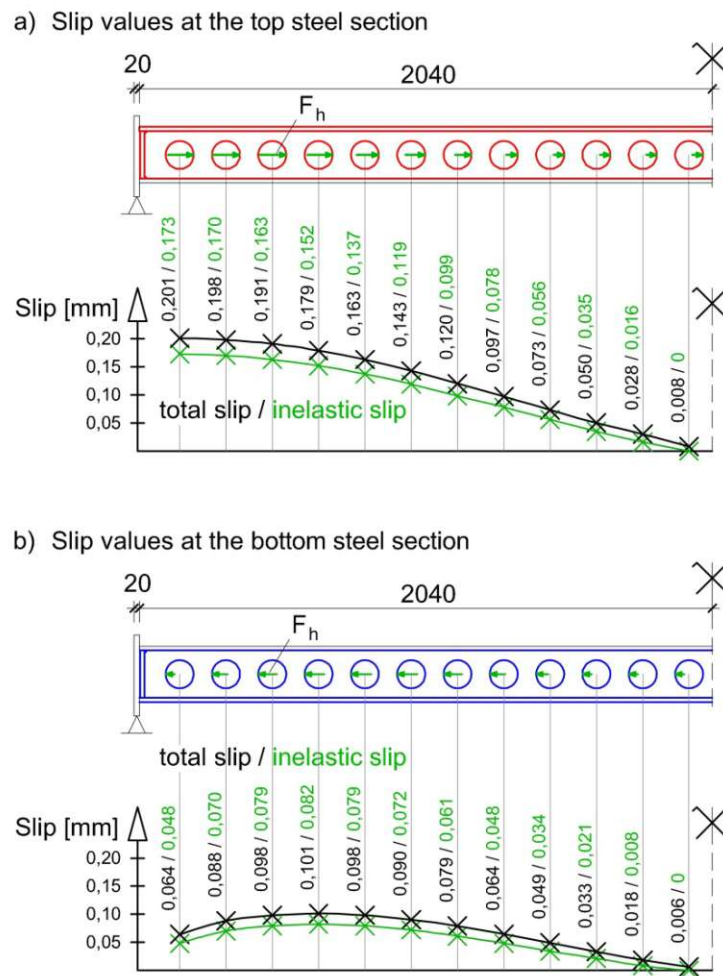 a) Slip values at the top steel section
20
2040
F_h
0,201 / 0,173
0,198 / 0,170
0,191 / 0,163
0,179 / 0,152
0,163 / 0,137
0,143 / 0,119
0,120 / 0,099
0,097 / 0,078
0,073 / 0,056
0,050 / 0,035
0,028 / 0,016
0,008 / 0
Slip [mm]
0,20
0,15
0,10
0,05
total slip / inelastic slip
b) Slip values at the bottom steel section
20
2040
F_h
total slip / inelastic slip
0,064 / 0,048
0,088 / 0,070
0,098 / 0,079
0,101 / 0,082
0,098 / 0,079
0,090 / 0,072
0,079 / 0,061
0,064 / 0,048
0,049 / 0,034
0,033 / 0,021
0,018 / 0,008
0,006 / 0
Slip [mm]
0,20
0,15
0,10
0,05